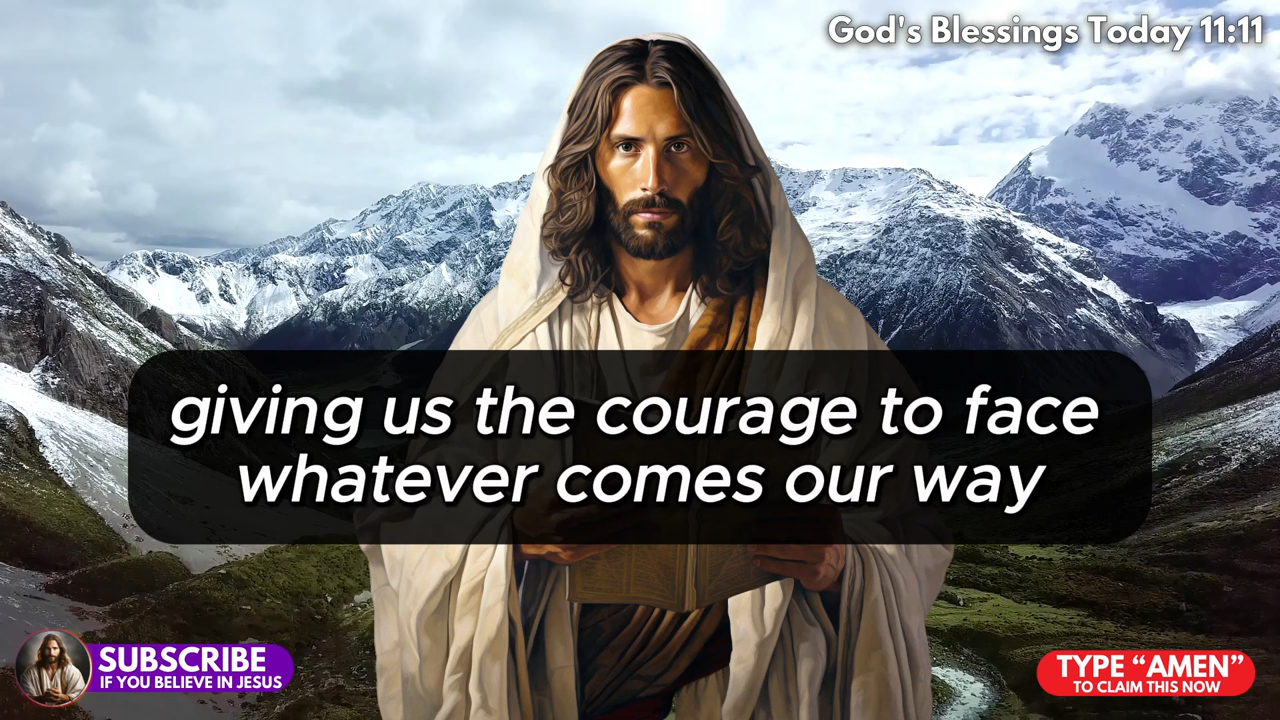 God's Blessings Today 11:11
giving us the courage to face
whatever comes our way
SUBSCRIBE
IF YOU BELIEVE IN JESUS
TYPE “AMEN”
TO CLAIM THIS NOW